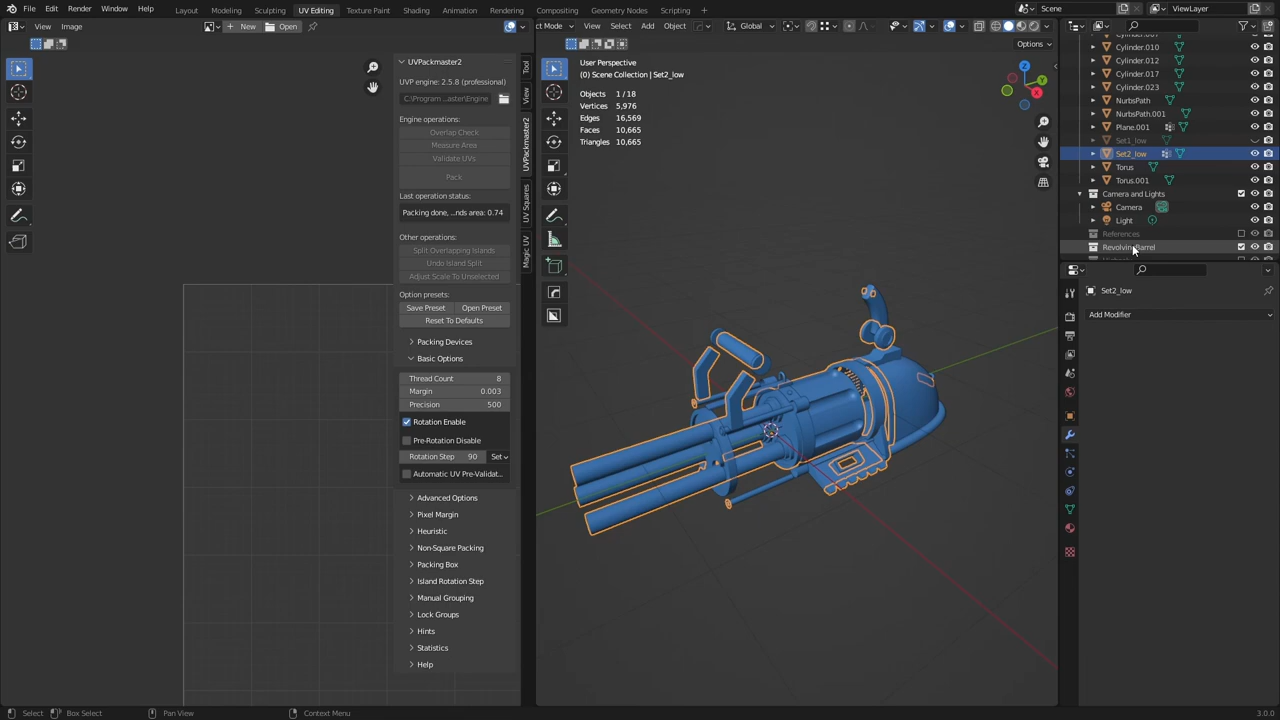 File Edit Render Window Help
Layout Modeling Sculpting UV Editing Texture Paint Shading Animation Rendering Compositing Geometry Nodes Scripting
Scene
ViewLayer
View Image
New
Open
ct Mode View Select Add Object
Global
Options
UVPackmaster2
UVP engine: 2.5.8 (professional)
C:\Program ...aster\Engine
Engine operations:
Overlap Check
Measure Area
Validate UVs
Pack
Last operation status:
Packing done, ...nds area: 0.74
Other operations:
Split Overlapping Islands
Undo Island Split
Adjust Scale To Unselected
Option presets:
Save Preset Open Preset
Reset To Defaults
Packing Devices
Basic Options
Thread Count 8
Margin 0.003
Precision 500
Rotation Enable
Pre-Rotation Disable
Rotation Step 90 Set
Automatic UV Pre-Validat...
Advanced Options
Pixel Margin
Heuristic
Non-Square Packing
Packing Box
Island Rotation Step
Manual Grouping
Lock Groups
Hints
Statistics
Help
Tool
View
UVPackmaster2
UV Squares
Magic UV
User Perspective
(0) Scene Collection | Set2_low
Objects 1 / 18
Vertices 5,976
Edges 16,569
Faces 10,665
Triangles 10,665
X
Y
Z
Cylinder.010
Cylinder.012
Cylinder.017
Cylinder.023
NurbsPath
NurbsPath.001
Plane.001
Set1_low
Set2_low
Torus
Torus.001
Camera and Lights
Camera
Light
References
Set2_low
Add Modifier
Select Box Select Pan View Context Menu
3.0.0